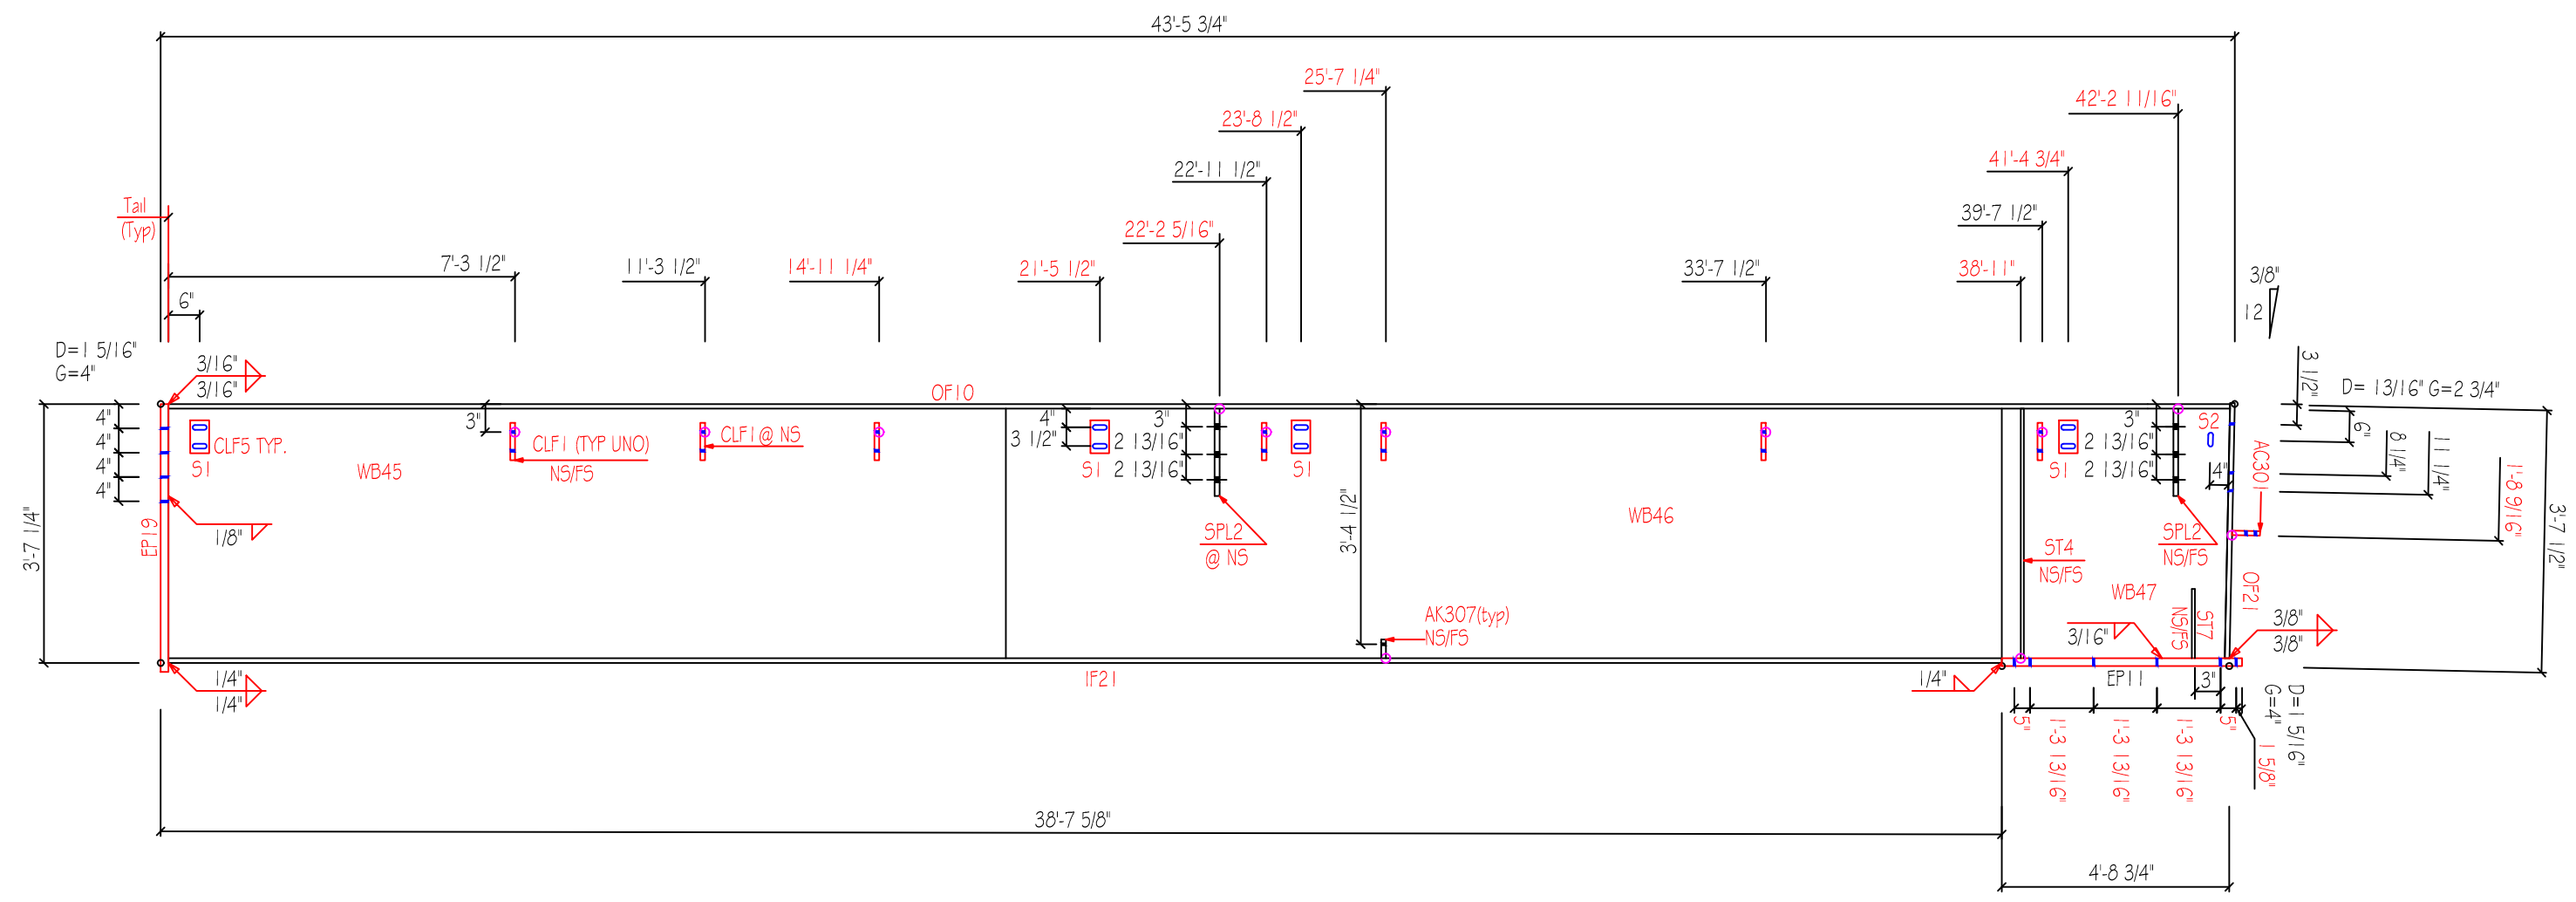 43'-5 3/4"
25'-7 1/4"
42'-2 11/16"
23'-8 1/2"
41'-4 3/4"
22'-11 1/2"
Tail
(Typ)
39'-7 1/2"
22'-2 5/16"
7'-3 1/2"
11'-3 1/2"
14'-11 1/4"
21'-5 1/2"
33'-7 1/2"
38'-11"
3/8"
12
6"
D=1 5/16"
G=4"
3/16"
3/16"
3 1/2"
D= 13/16" G=2 3/4"
OF10
4"
4"
4"
4"
3"
CLF5 TYP.
S1
WB45
CLF1 (TYP UNO)
NS/FS
CLF1@ NS
4"
3 1/2"
S1
3"
2 13/16"
2 13/16"
S1
3"
2 13/16"
2 13/16"
S1
S2
4"
6"
8 1/4"
11 1/4"
1'-8 9/16"
AC301
3'-7 1/4"
EP19
1/8"
SPL2
@ NS
3'-4 1/2"
WB46
ST4
NS/FS
SPL2
NS/FS
WB47
3'-7 1/2"
OF21
AK307(typ)
NS/FS
3/16"
ST7
NS/FS
3/8"
3/8"
1/4"
1/4"
IF21
1/4"
EP11
3"
D=1 5/16"
G=4"
5"
1'-3 13/16"
1'-3 13/16"
1'-3 13/16"
5"
1 5/8"
38'-7 5/8"
4'-8 3/4"